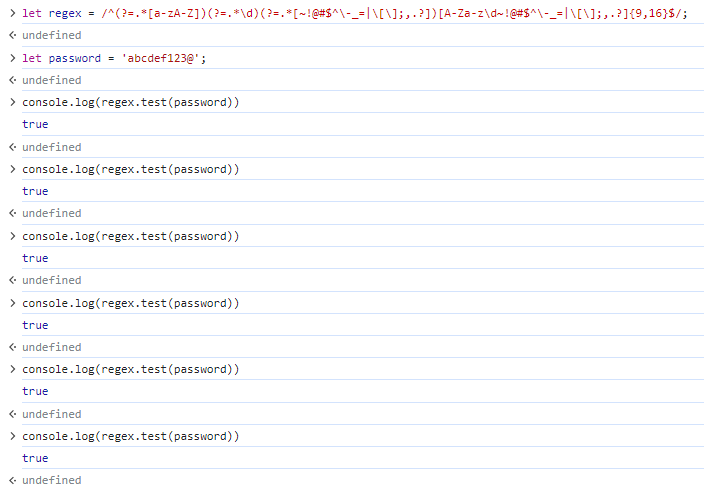 > let regex = /^(?=.*[a-zA-Z])(?=.*\d)(?=.*[~!@#$^\-_=|\[\];,.?])[A-Za-z\d~!@#$^\-_=|\[\];,.?]{9,16}$/;
undefined
> let password = 'abcdef123@';
undefined
> console.log(regex.test(password))
true
undefined
> console.log(regex.test(password))
true
undefined
> console.log(regex.test(password))
true
undefined
> console.log(regex.test(password))
true
undefined
> console.log(regex.test(password))
true
undefined
> console.log(regex.test(password))
true
undefined